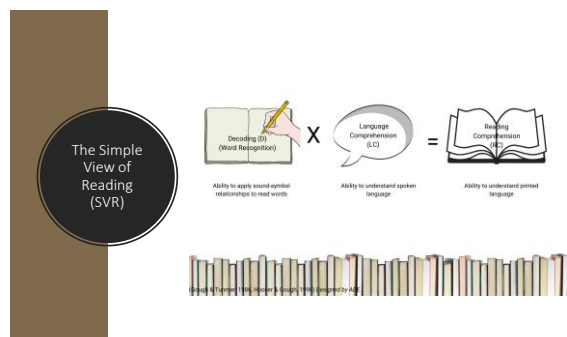 The Simple
View of
Reading
(SVR)
Decoding (D)
(Word Recognition)
X
Language
Comprehension
(LC)
=
Reading
Comprehension
(RC)
Ability to apply sound-symbol
relationships to read words
Ability to understand spoken
language
Ability to understand printed
language
(Gough & Tunmer, 1986, Hoover & Gough, 1990) Designed by ADE.